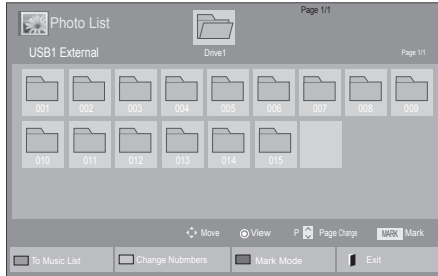 Page 1/1
Photo List
USB1 External
Drive1
Page 1/1
001 002 003 004 005 006 007 008 009
010 011 012 013 014 015
Move View P Page Change MARK Mark
To Music List Change Nubmbers Mark Mode Exit